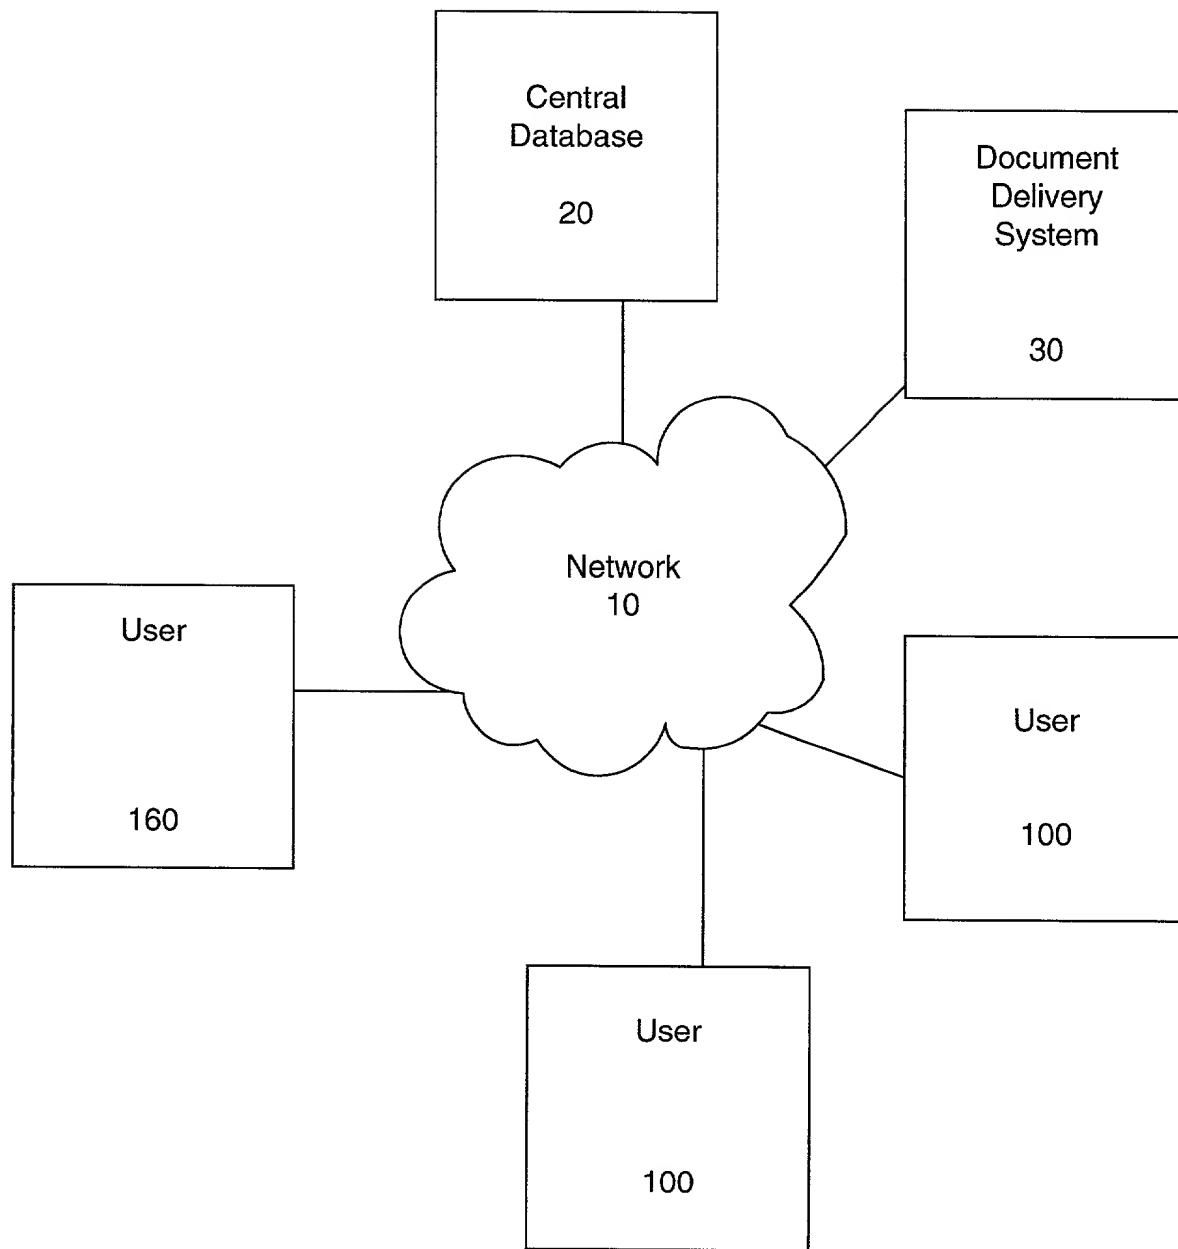 Central
Database
20
Document
Delivery
System
30
Network
10
User
160
User
100
User
100